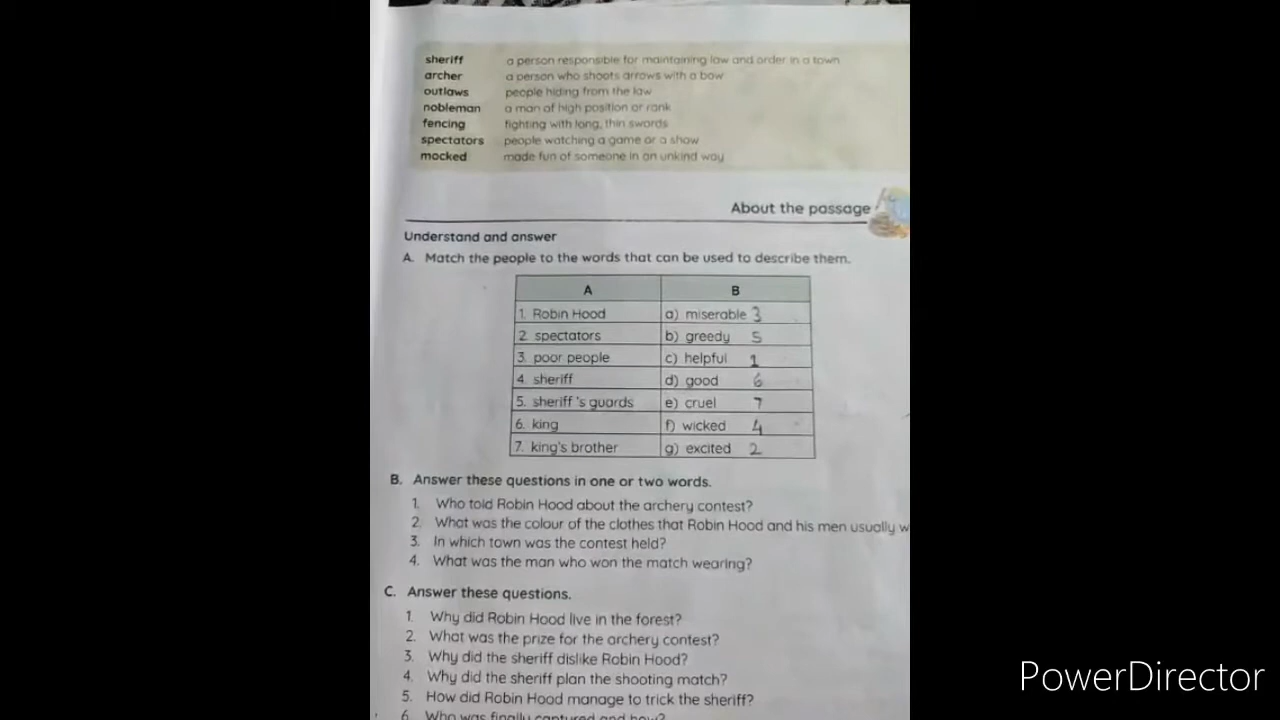 sheriff a person responsible for maintaining law and order in a town
archer a person who shoots arrows with a bow
outlaws people hiding from the law
nobleman a man of high position or rank
fencing fighting with long, thin swords
spectators people watching a game or a show
mocked made fun of someone in an unkind way
About the passage
Understand and answer
A. Match the people to the words that can be used to describe them.
A B
1. Robin Hood a) miserable 3
2 spectators b) greedy 5
3. poor people c) helpful 1
4. sheriff d) good 6
5. sheriff's guards e) cruel 7
6. king f) wicked 4
7. king's brother g) excited 2
B. Answer these questions in one or two words.
1. Who told Robin Hood about the archery contest?
2. What was the colour of the clothes that Robin Hood and his men usually w
3. In which town was the contest held?
4. What was the man who won the match wearing?
C. Answer these questions.
1. Why did Robin Hood live in the forest?
2. What was the prize for the archery contest?
3. Why did the sheriff dislike Robin Hood?
4. Why did the sheriff plan the shooting match?
5. How did Robin Hood manage to trick the sheriff?
6. Who was finally captured and how?
PowerDirector